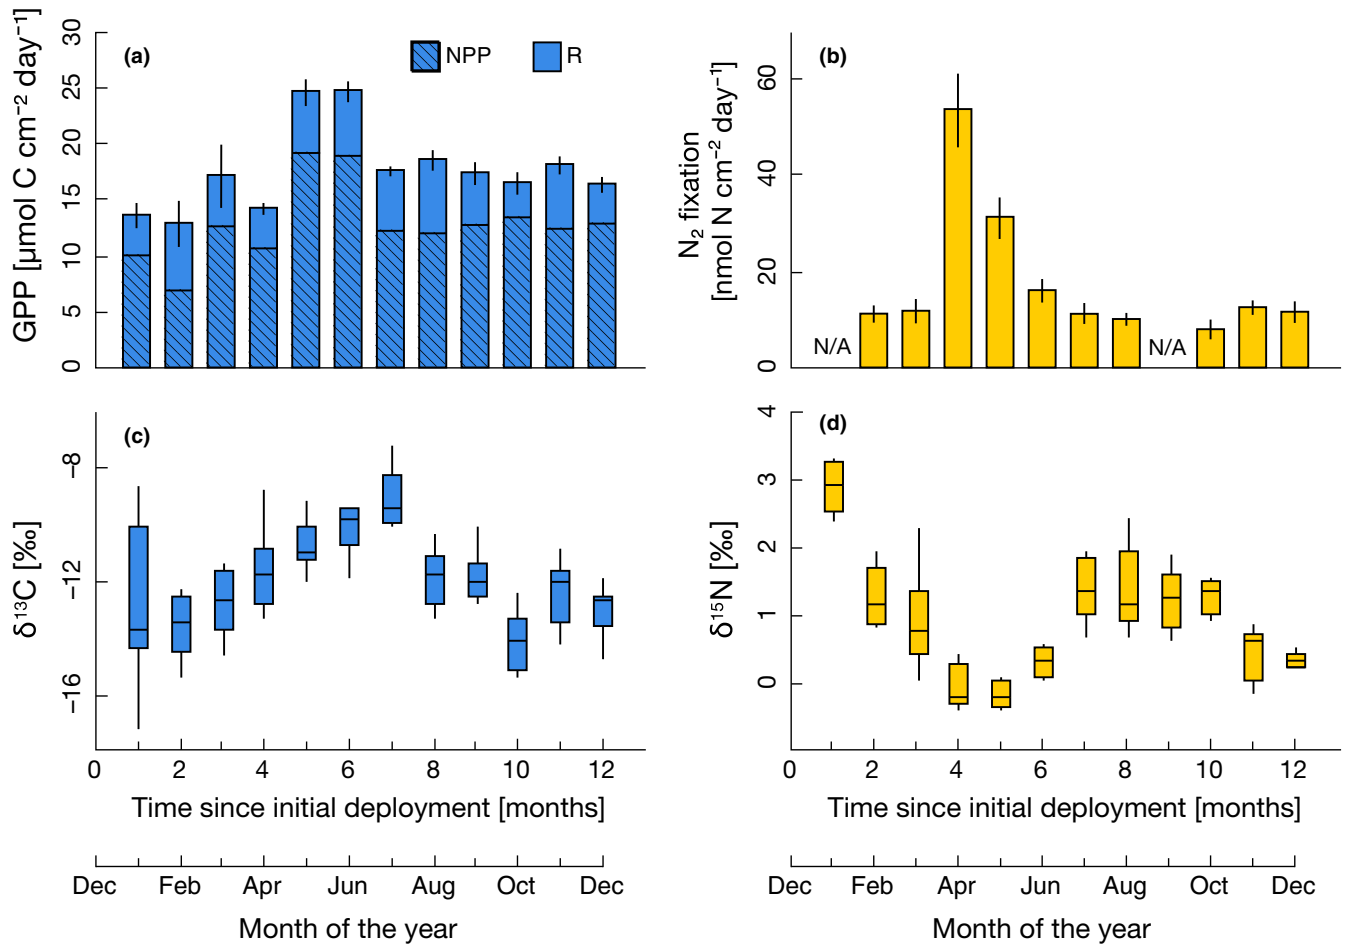 (a)
NPP
R
GPP [µmol C cm⁻² day⁻¹]
30
25
20
15
10
5
0
(b)
N₂ fixation
[nmol N cm⁻² day⁻¹]
60
40
20
0
N/A
N/A
(c)
δ¹³C [‰]
−8
−12
−16
0 2 4 6 8 10 12
Time since initial deployment [months]
Dec Feb Apr Jun Aug Oct Dec
Month of the year
(d)
δ¹⁵N [‰]
4
3
2
1
0
0 2 4 6 8 10 12
Time since initial deployment [months]
Dec Feb Apr Jun Aug Oct Dec
Month of the year